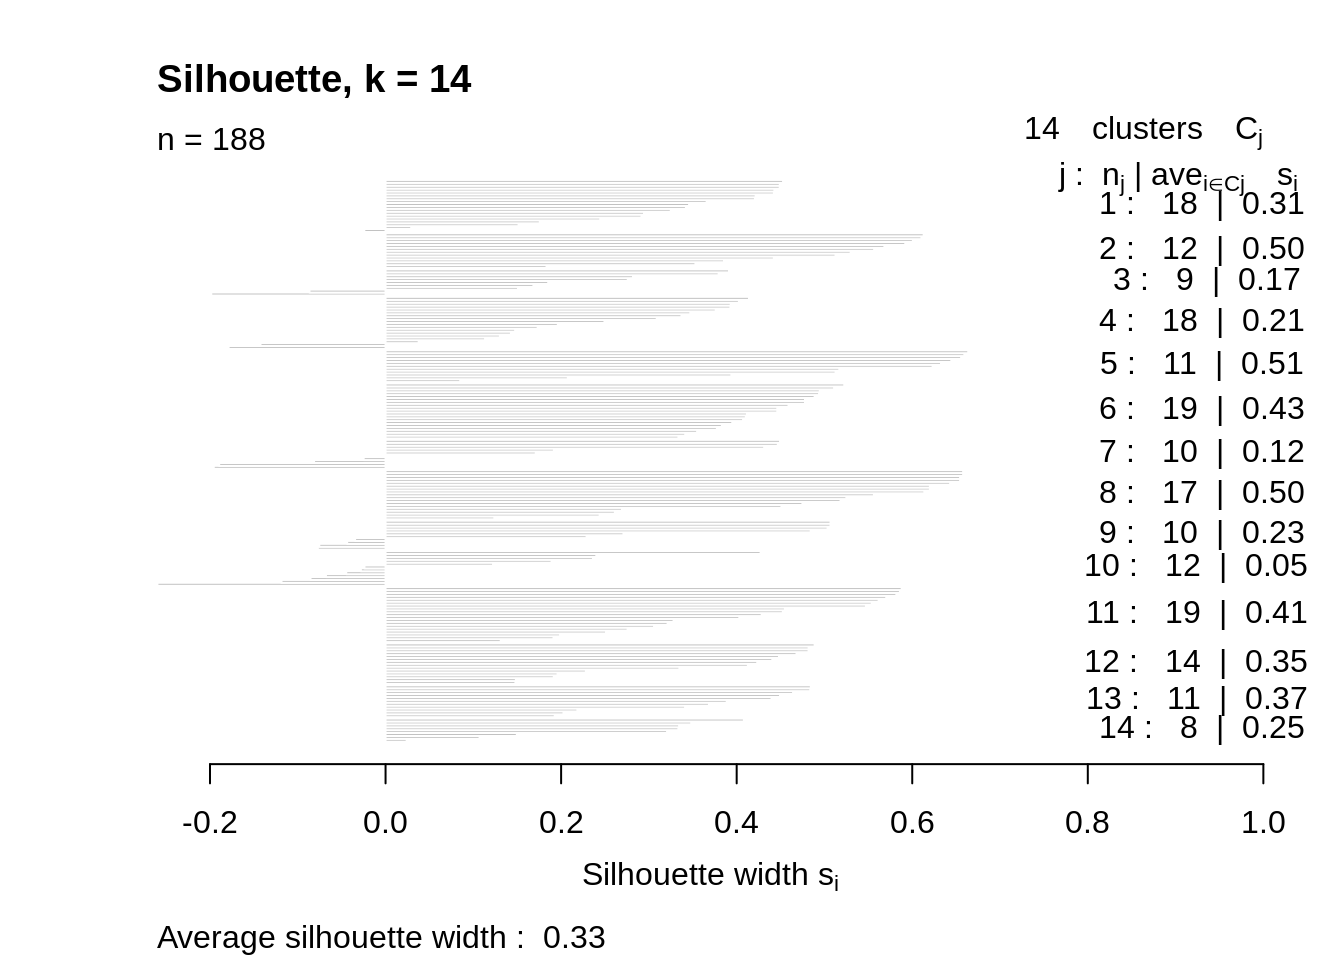 Silhouette, k = 14
n = 188
14 clusters Cj
j : nj | avei∈Cj si
1 : 18 | 0.31
2 : 12 | 0.50
3 : 9 | 0.17
4 : 18 | 0.21
5 : 11 | 0.51
6 : 19 | 0.43
7 : 10 | 0.12
8 : 17 | 0.50
9 : 10 | 0.23
10 : 12 | 0.05
11 : 19 | 0.41
12 : 14 | 0.35
13 : 11 | 0.37
14 : 8 | 0.25
-0.2 0.0 0.2 0.4 0.6 0.8 1.0
Silhouette width si
Average silhouette width : 0.33